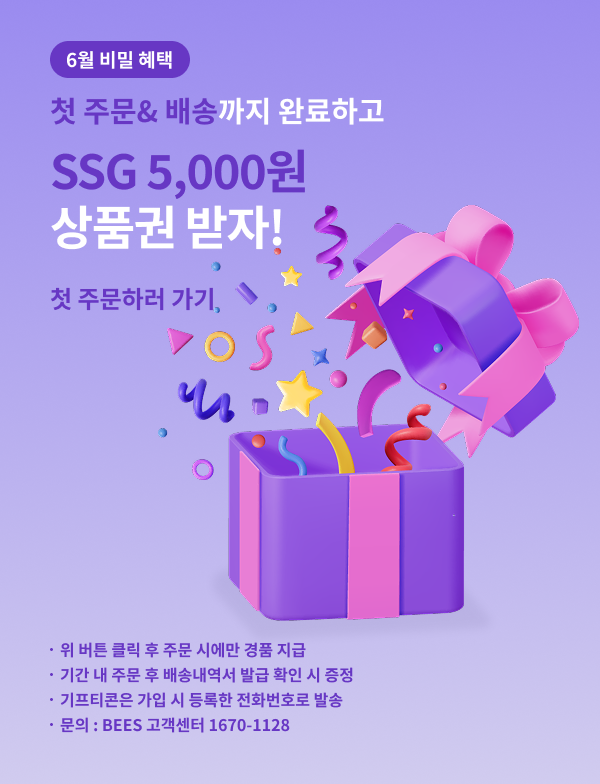 6월 비밀 혜택
첫 주문& 배송까지 완료하고
SSG 5,000원
상품권 받자!
첫 주문하러 가기
· 위 버튼 클릭 후 주문 시에만 경품 지급
· 기간 내 주문 후 배송내역서 발급 확인 시 증정
· 기프티콘은 가입 시 등록한 전화번호로 발송
· 문의 : BEES 고객센터 1670-1128